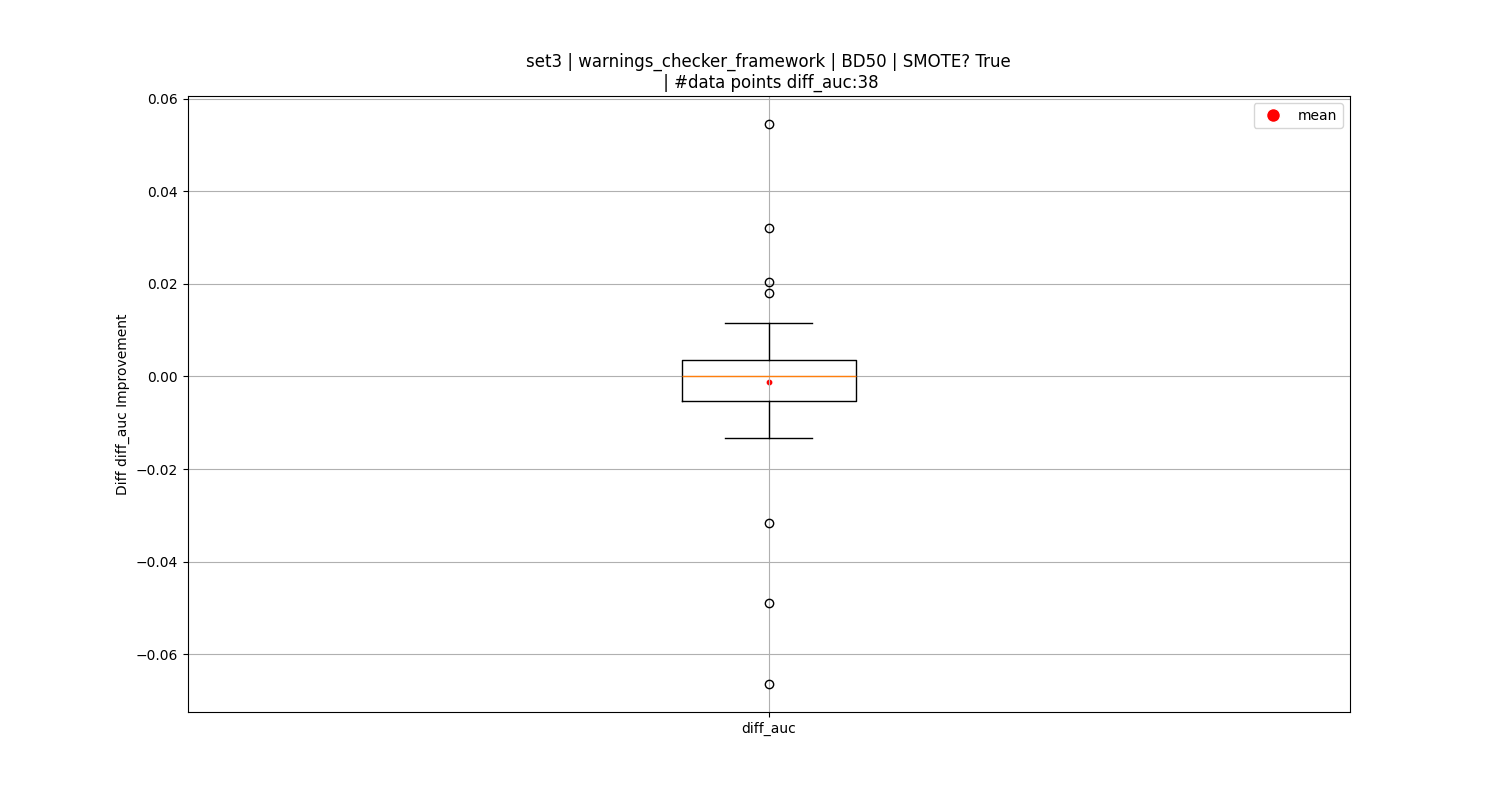 set3 | warnings_checker_framework | BD50 | SMOTE? True
| #data points diff_auc:38
mean
Diff diff_auc Improvement
0.06
0.04
0.02
0.00
−0.02
−0.04
−0.06
diff_auc